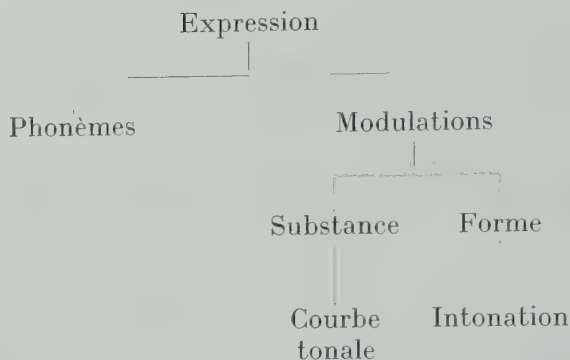 Expression
Phonèmes Modulations
Substance Forme
Courbe Intonation
tonale